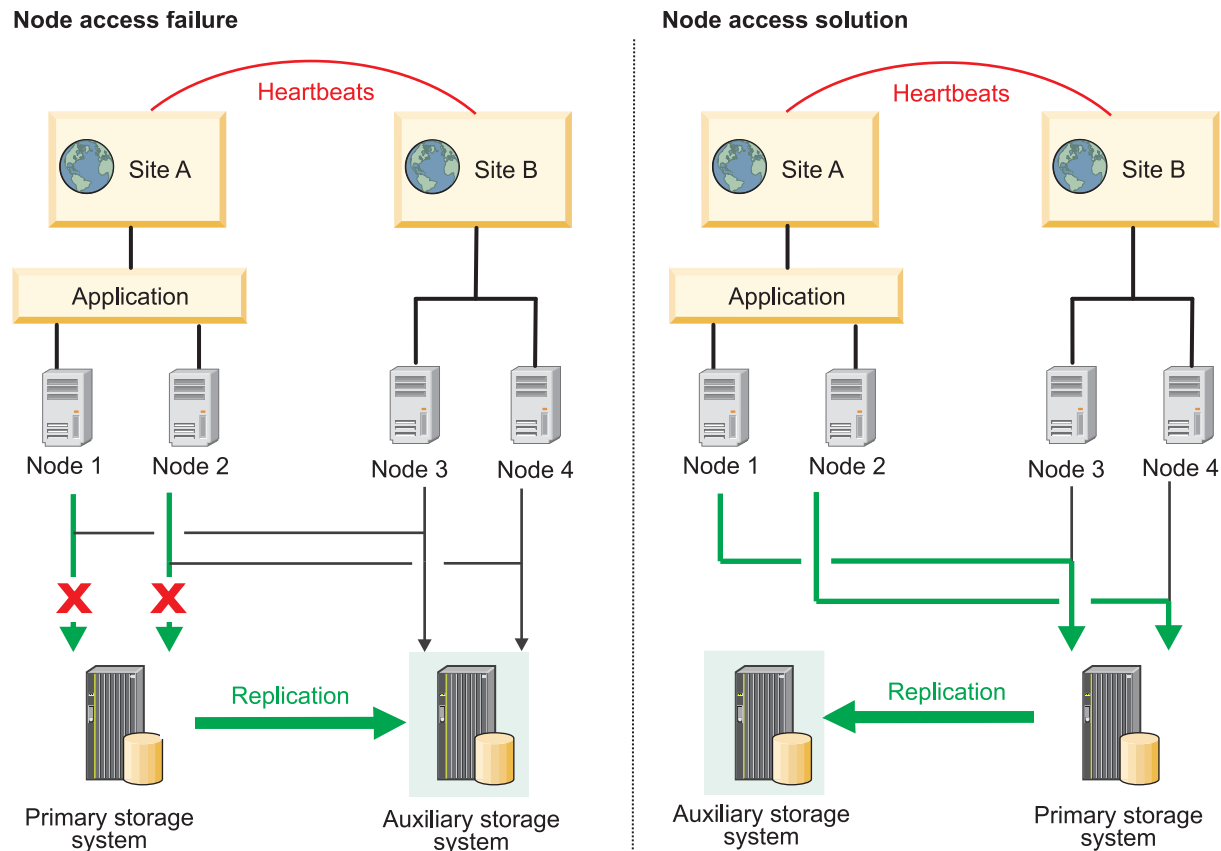 Node access failure
Heartbeats
Site A
Site B
Application
Node 1
Node 2
Node 3
Node 4
X
X
Replication
Primary storage
system
Auxiliary storage
system
Node access solution
Heartbeats
Site A
Site B
Application
Node 1
Node 2
Node 3
Node 4
Replication
Auxiliary storage
system
Primary storage
system